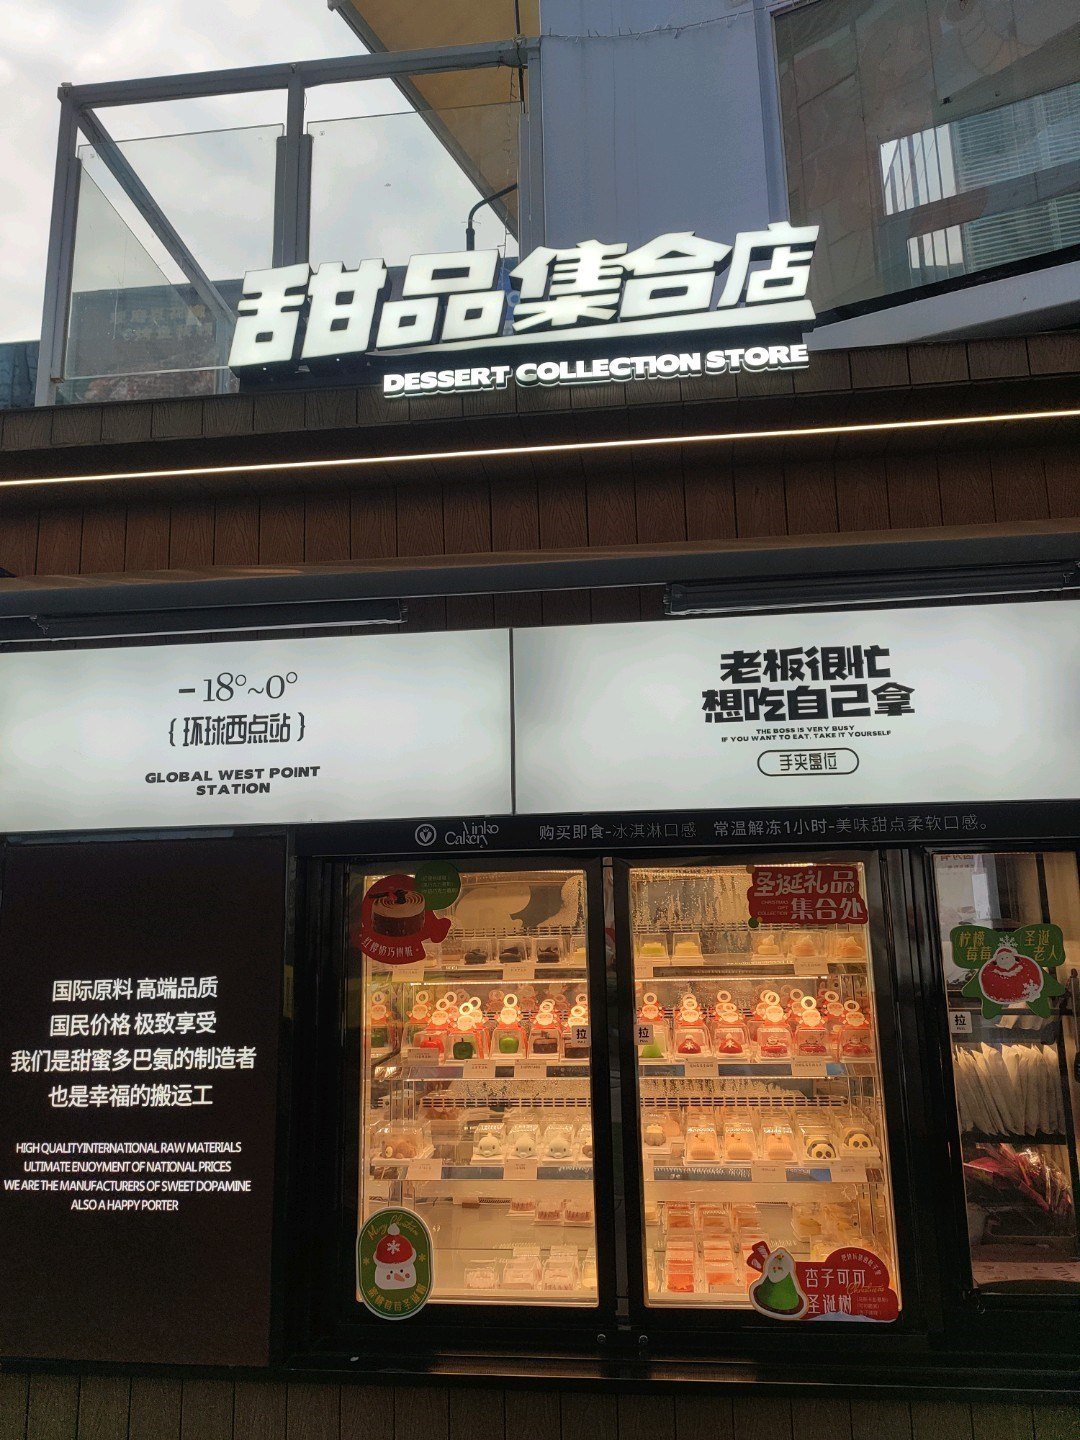 甜品集合店
DESSERT COLLECTION STORE
-18°~0°
{环球西点站}
GLOBAL WEST POINT
STATION
老板很忙
想吃自己拿
THE BOSS IS VERY BUSY
IF YOU WANT TO EAT, TAKE IT YOURSELF
购买即食-冰淇淋口感 常温解冻1小时-美味甜点柔软口感。
国际原料 高端品质
国民价格 极致享受
我们是甜蜜多巴氨的制造者
也是幸福的搬运工
HIGH QUALITYINTERNATIONAL RAW MATERIALS
ULTIMATE ENJOYMENT OF NATIONAL PRICES
WE ARE THE MANUFACTURERS OF SWEET DOPAMINE
ALSO A HAPPY PORTER
圣诞礼品
CHRISTMAS
GIFT
COLLECTION
集合处
柠檬
莓莓
圣诞
老人
拉
拉
拉
杏子可可
圣诞树